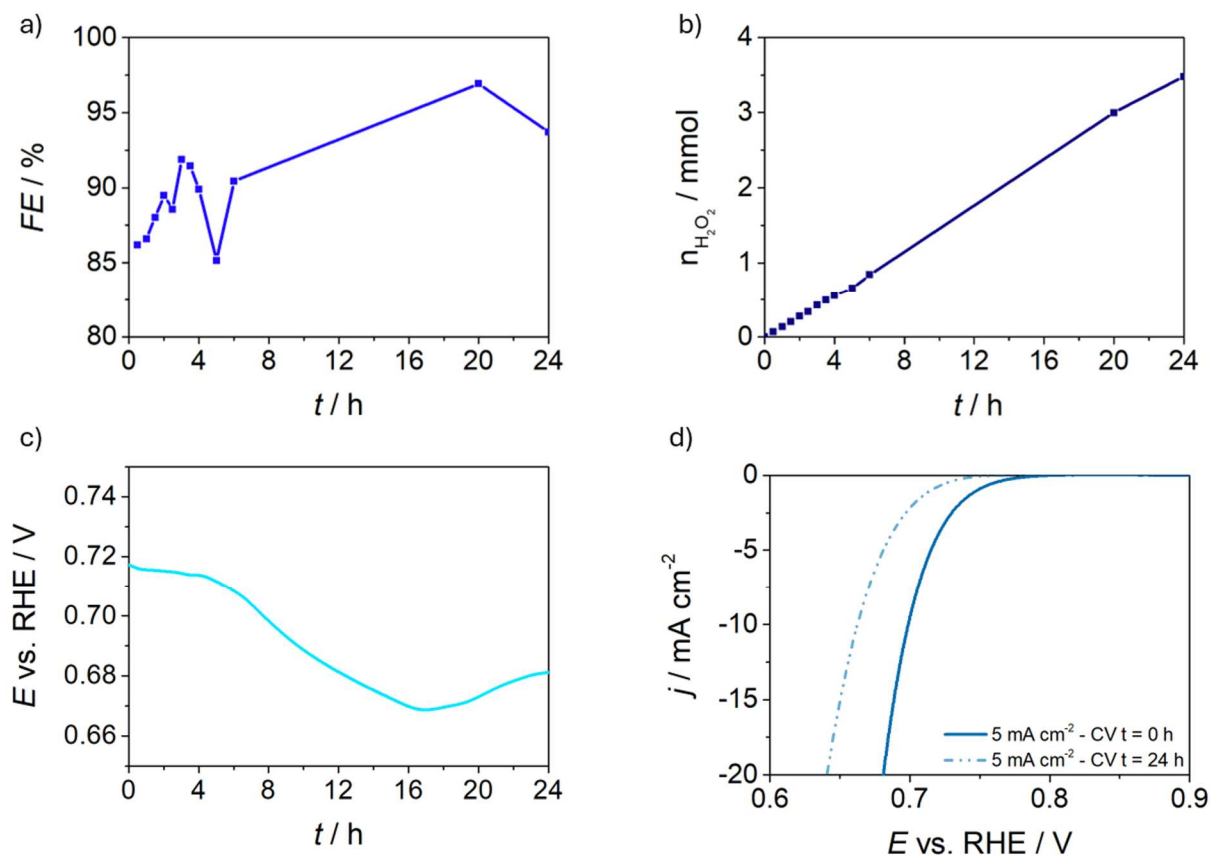 a)
FE / %
100
95
90
85
80
0 4 8 12 16 20 24
t / h
b)
n_{H_2O_2} / mmol
4
3
2
1
0
0 4 8 12 16 20 24
t / h
c)
E vs. RHE / V
0.74
0.72
0.70
0.68
0.66
0 4 8 12 16 20 24
t / h
d)
j / mA cm^{-2}
0
-5
-10
-15
-20
5 mA cm^{-2} - CV t = 0 h
5 mA cm^{-2} - CV t = 24 h
0.6 0.7 0.8 0.9
E vs. RHE / V